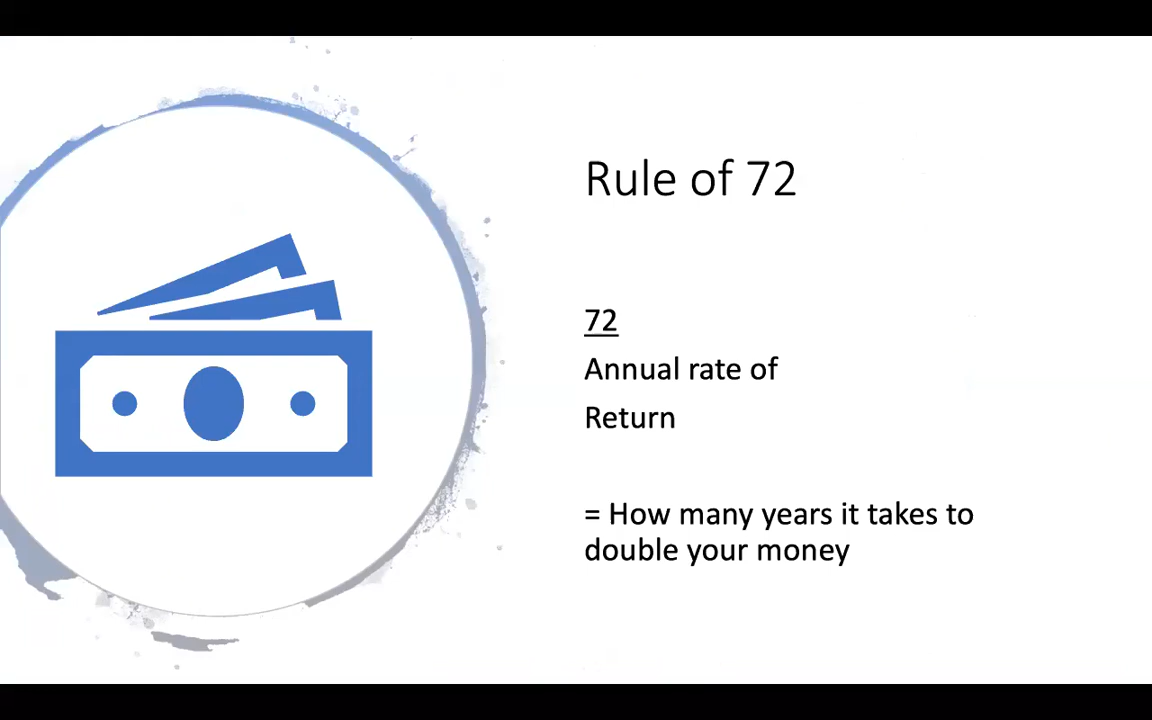 Rule of 72
72
Annual rate of
Return
= How many years it takes to
double your money